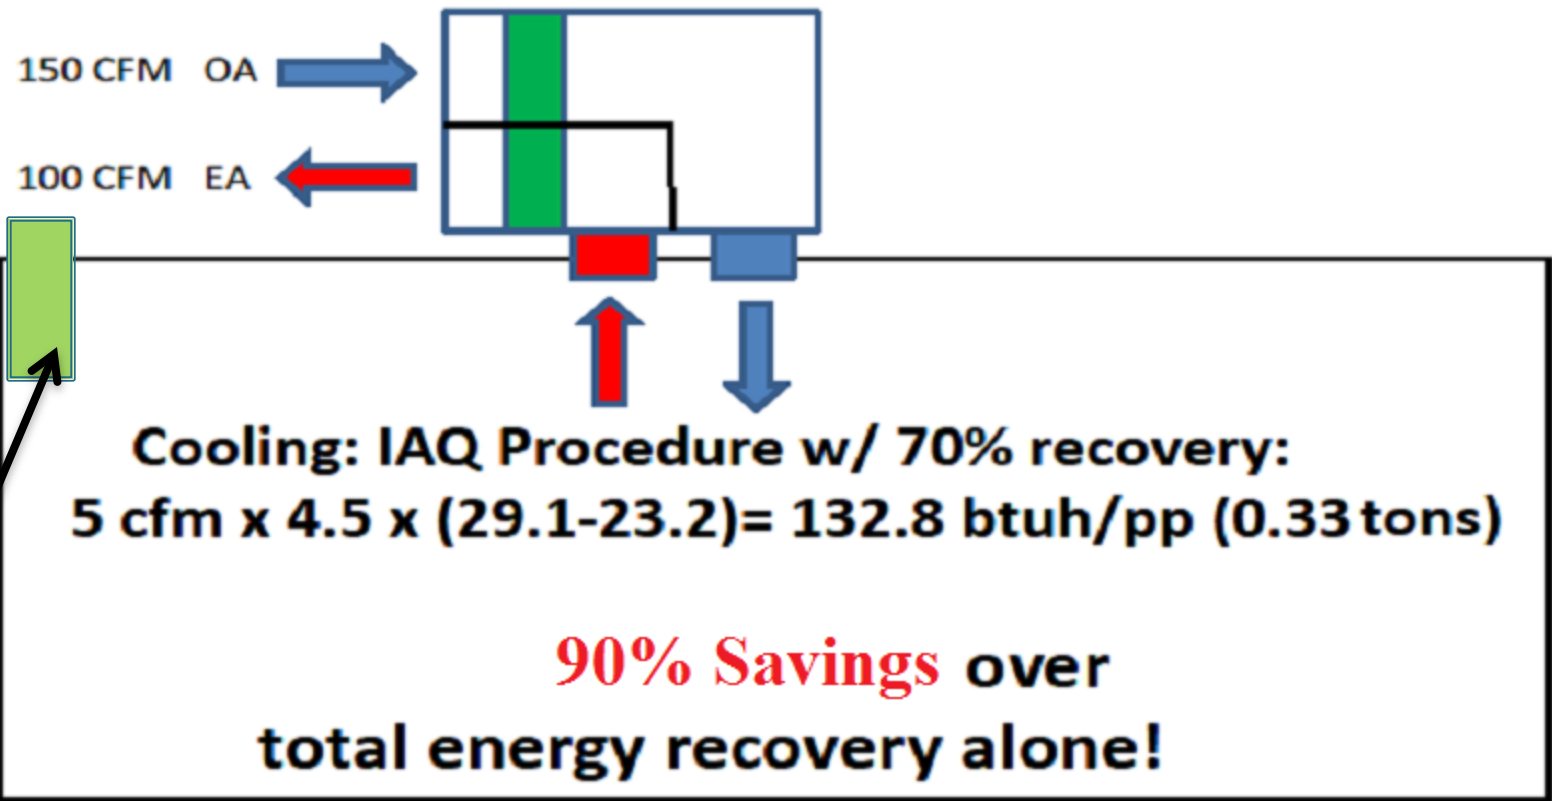 150 CFM OA
100 CFM EA
Cooling: IAQ Procedure w/ 70% recovery:
5 cfm x 4.5 x (29.1-23.2)= 132.8 btuh/pp (0.33 tons)
90% Savings over
total energy recovery alone!